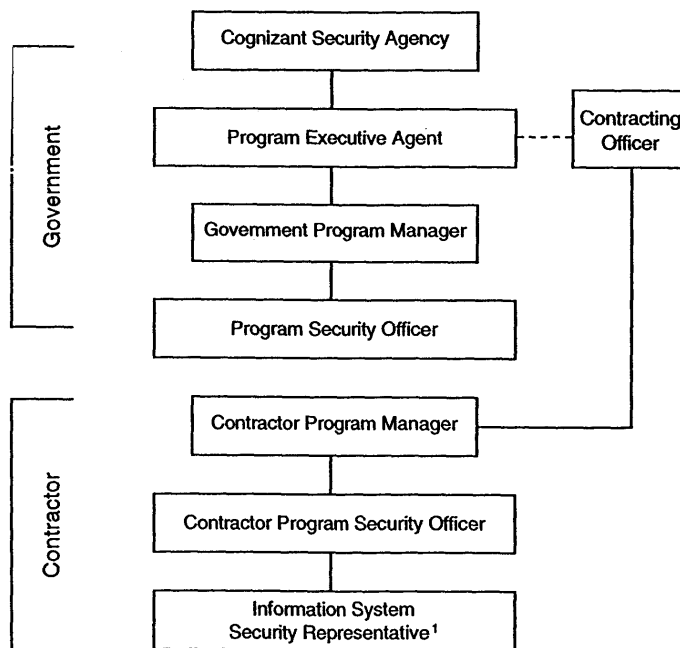 Cognizant Security Agency
Program Executive Agent
Contracting
Officer
Government
Government Program Manager
Program Security Officer
Contractor Program Manager
Contractor
Contractor Program Security Officer
Information System
Security Representative¹